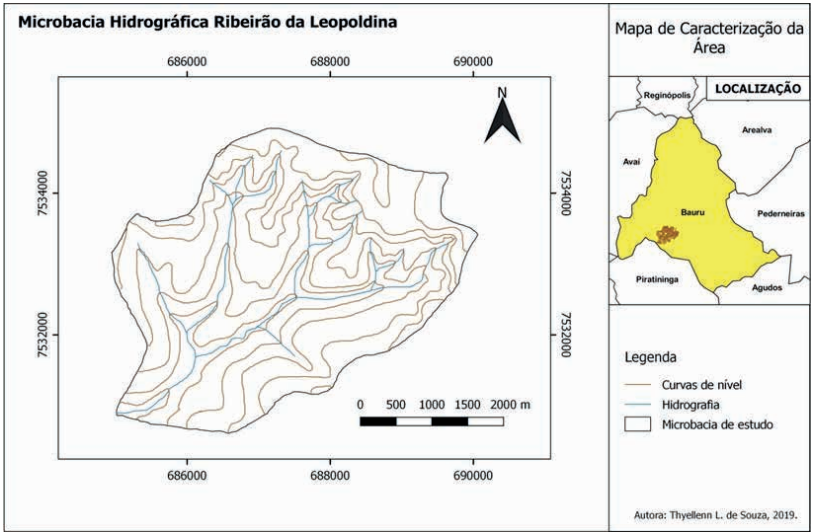 Microbacia Hidrográfica Ribeirão da Leopoldina
686000 688000 690000
N
7534000
7534000
7532000
7532000
0 500 1000 1500 2000 m
686000 688000 690000
Mapa de Caracterização da
Área
LOCALIZAÇÃO
Reginópolis
Arealva
Avaí
Bauru
Pederneiras
Piratininga
Agudos
Legenda
Curvas de nível
Hidrografia
Microbacia de estudo
Autora: Thyellenn L. de Souza, 2019.